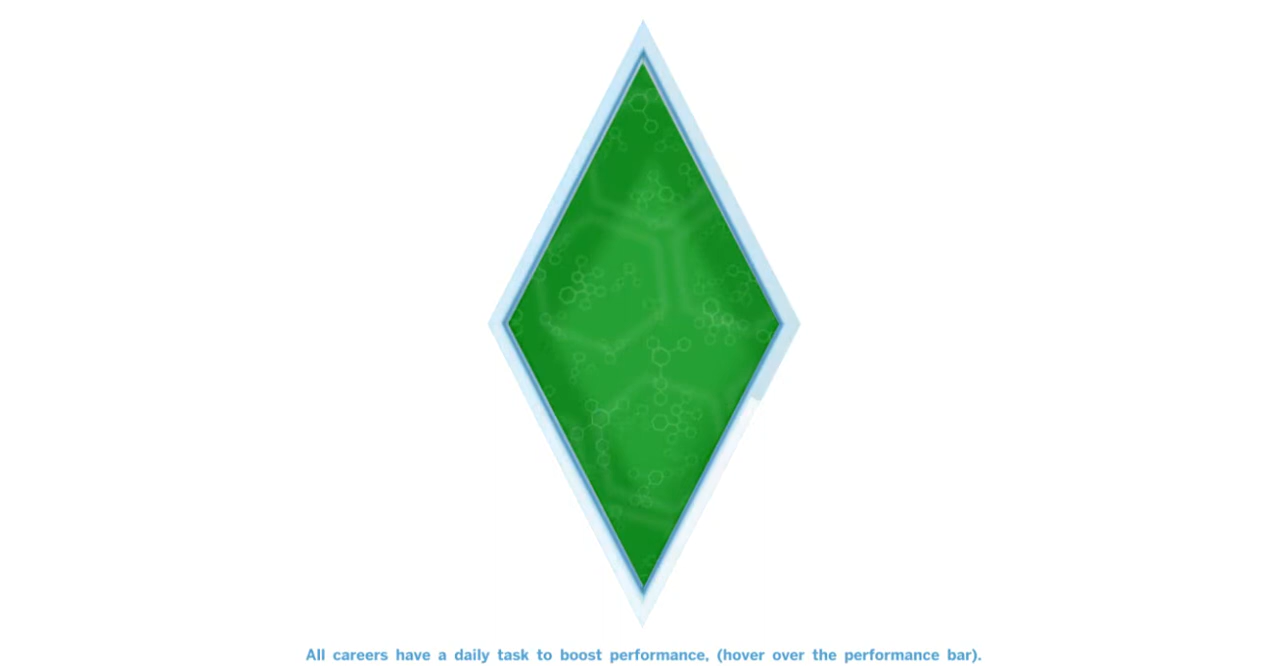 All careers have a daily task to boost performance, (hover over the performance bar).